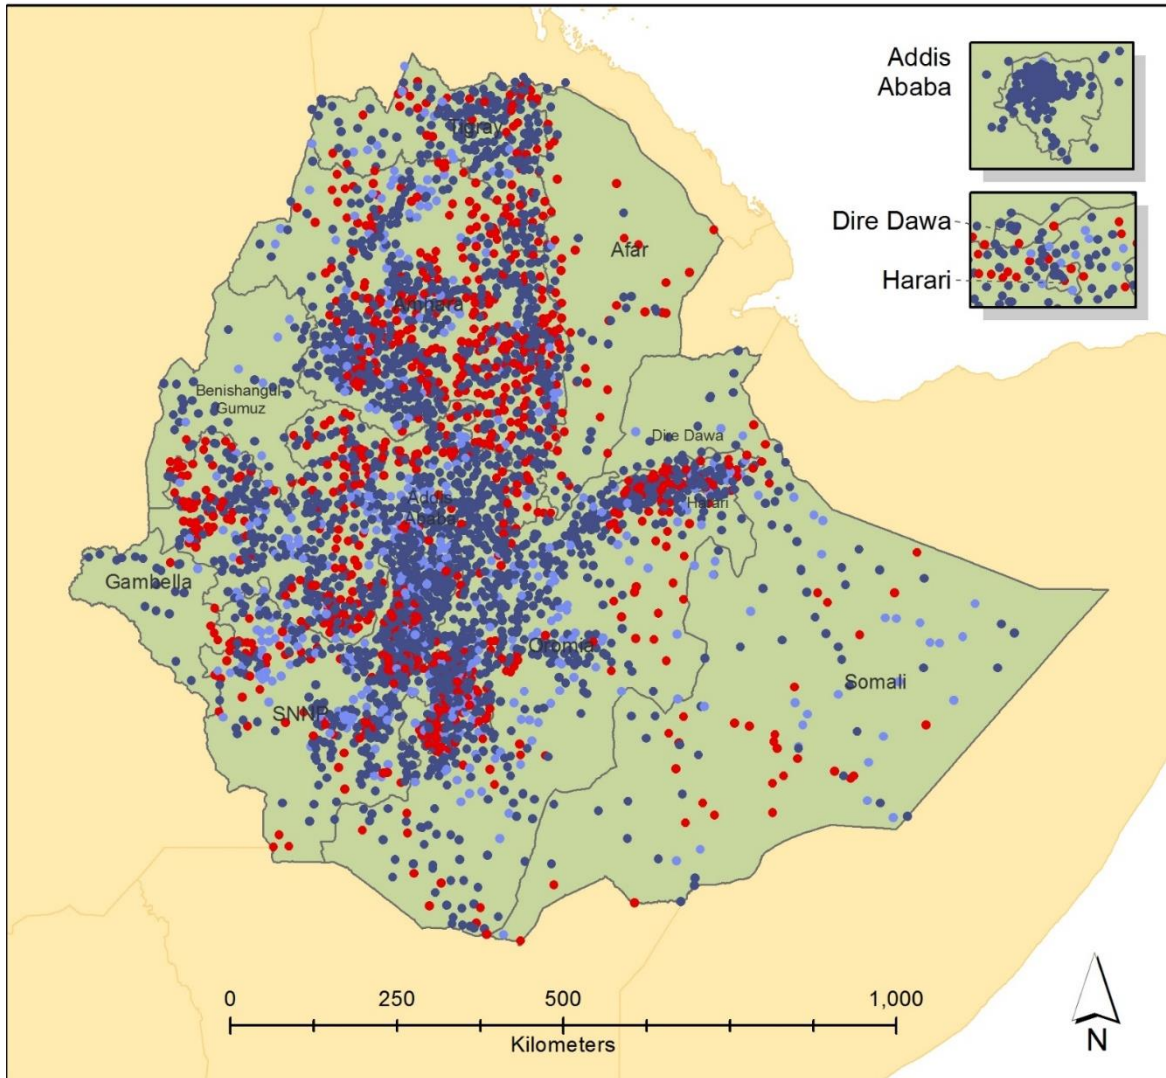 Addis
Ababa
Dire Dawa
Harari
Tigray
Afar
Amhara
Benishangul
Gumuz
Dire Dawa
Harari
Addis
Ababa
Gambella
Oromia
Somali
SNNP
0 250 500 1,000
Kilometers
N